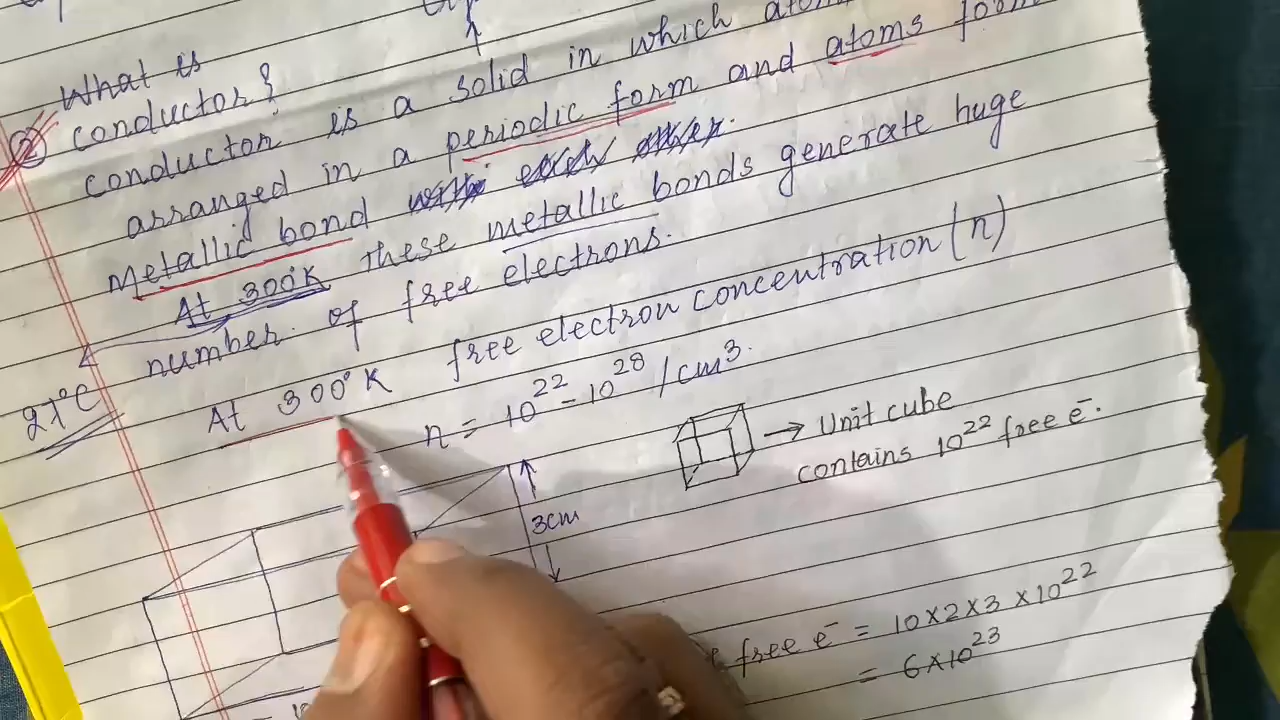 ② What is
conductor?
conductor is a solid in which
arranged in a periodic form and atoms form
Metallic bond
At 300°K these metallic bonds generate huge
number of free electrons.
27°C
At 300°K free electron concentration (n)
n = 10²² - 10²⁸ /cm³.
→ Unit cube
contains 10²² free e⁻.
3cm
free e⁻ = 10×2×3×10²²
= 6×10²³